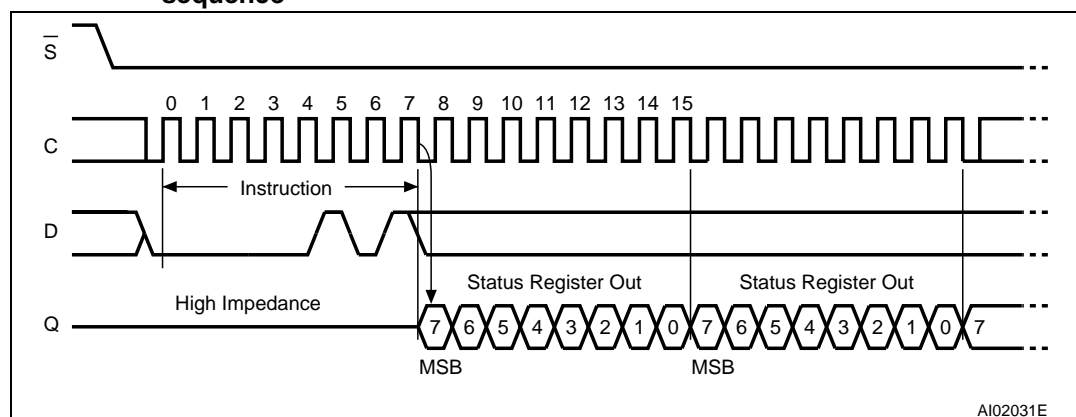 sequence
S
0 1 2 3 4 5 6 7 8 9 10 11 12 13 14 15
C
Instruction
D
Status Register Out Status Register Out
High Impedance
Q 7 6 5 4 3 2 1 0 7 6 5 4 3 2 1 0 7
MSB MSB
AI02031E